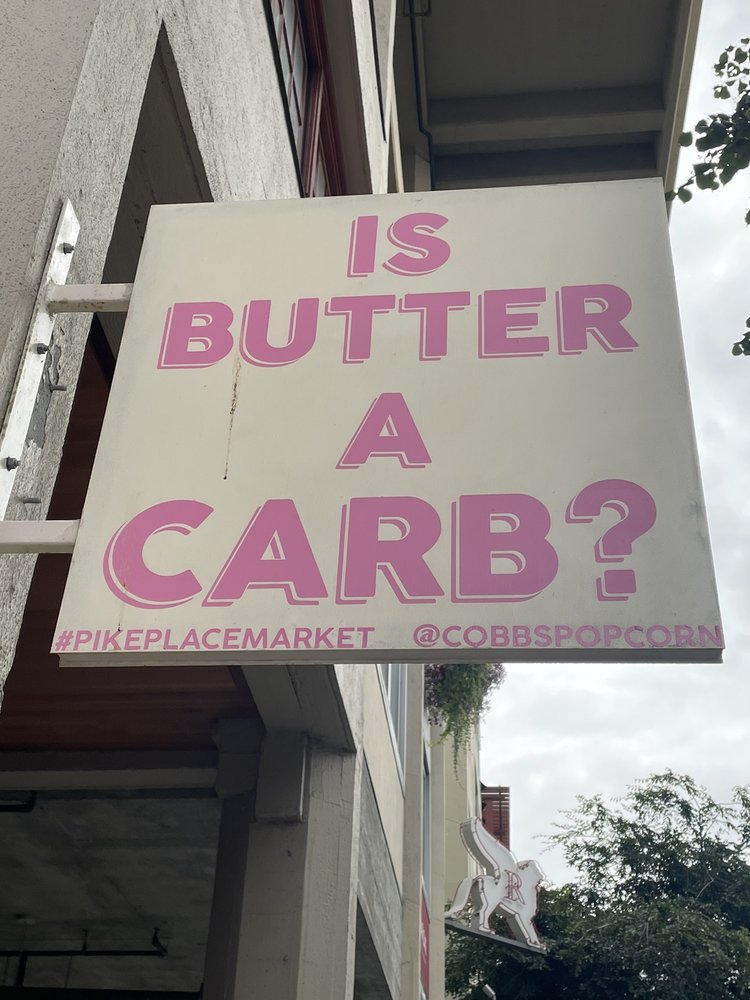 IS
BUTTER
A
CARB?
#PIKEPLACEMARKET @COBBSPOPCORN
R